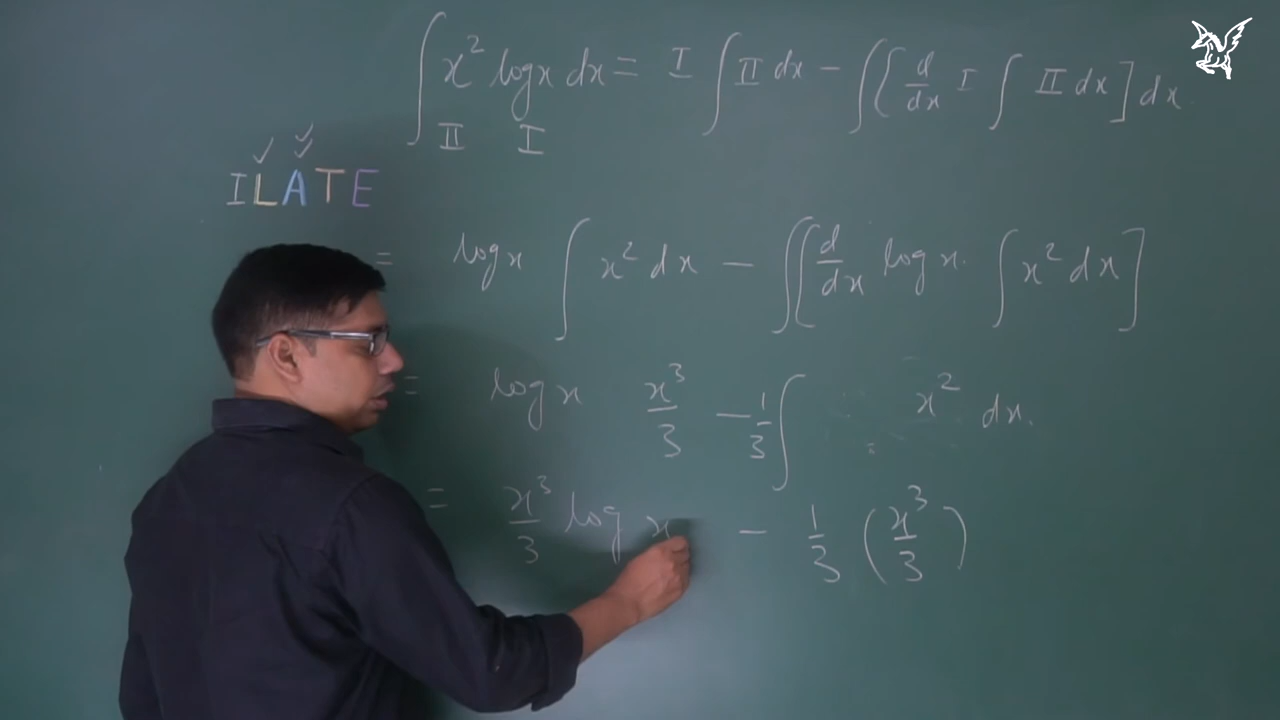 ∫ x² log x dx = I ∫ II dx − ∫ [ d/dx I ∫ II dx ] dx
II I
✓ ✓✓
ILATE
= log x ∫ x² dx − ∫ [ d/dx log x . ∫ x² dx ]
= log x x³/3 − 1/3 ∫ x² dx.
= x³/3 log x − 1/3 ( x³/3 )